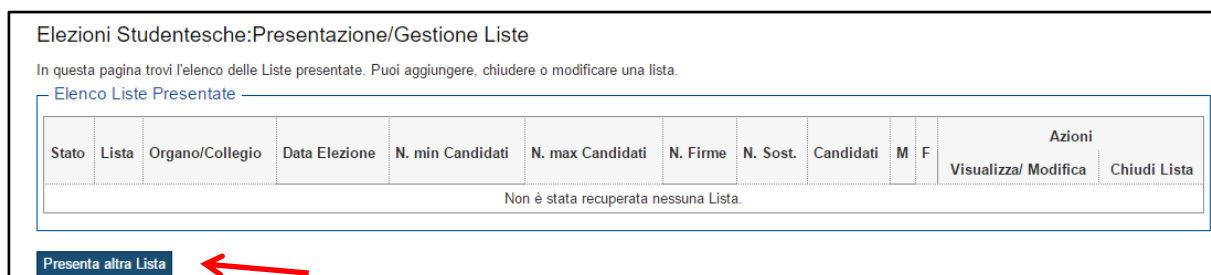 Elezioni Studentesche:Presentazione/Gestione Liste
In questa pagina trovi l'elenco delle Liste presentate. Puoi aggiungere, chiudere o modificare una lista.
Elenco Liste Presentate
Stato Lista Organo/Collegio Data Elezione N. min Candidati N. max Candidati N. Firme N. Sost. Candidati M F Azioni
Visualizza/ Modifica Chiudi Lista
Non è stata recuperata nessuna Lista.
Presenta altra Lista